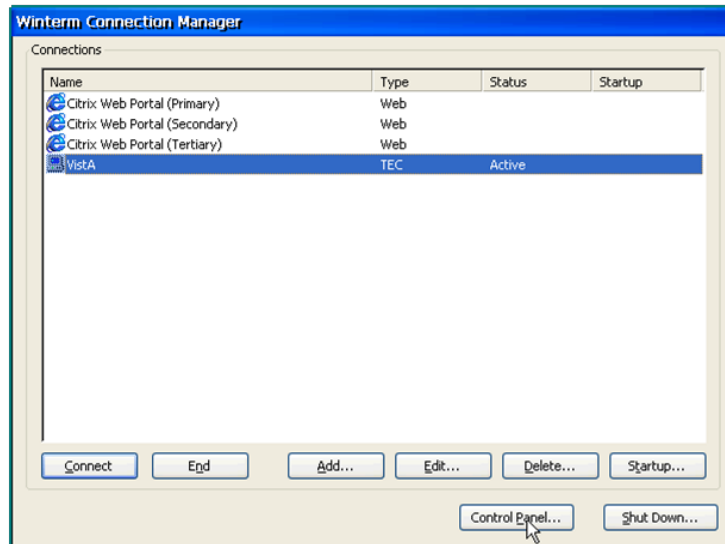 Winterm Connection Manager
Connections
Name Type Status Startup
Citrix Web Portal (Primary) Web
Citrix Web Portal (Secondary) Web
Citrix Web Portal (Tertiary) Web
VistA TEC Active
Connect End Add... Edit... Delete... Startup...
Control Panel... Shut Down...